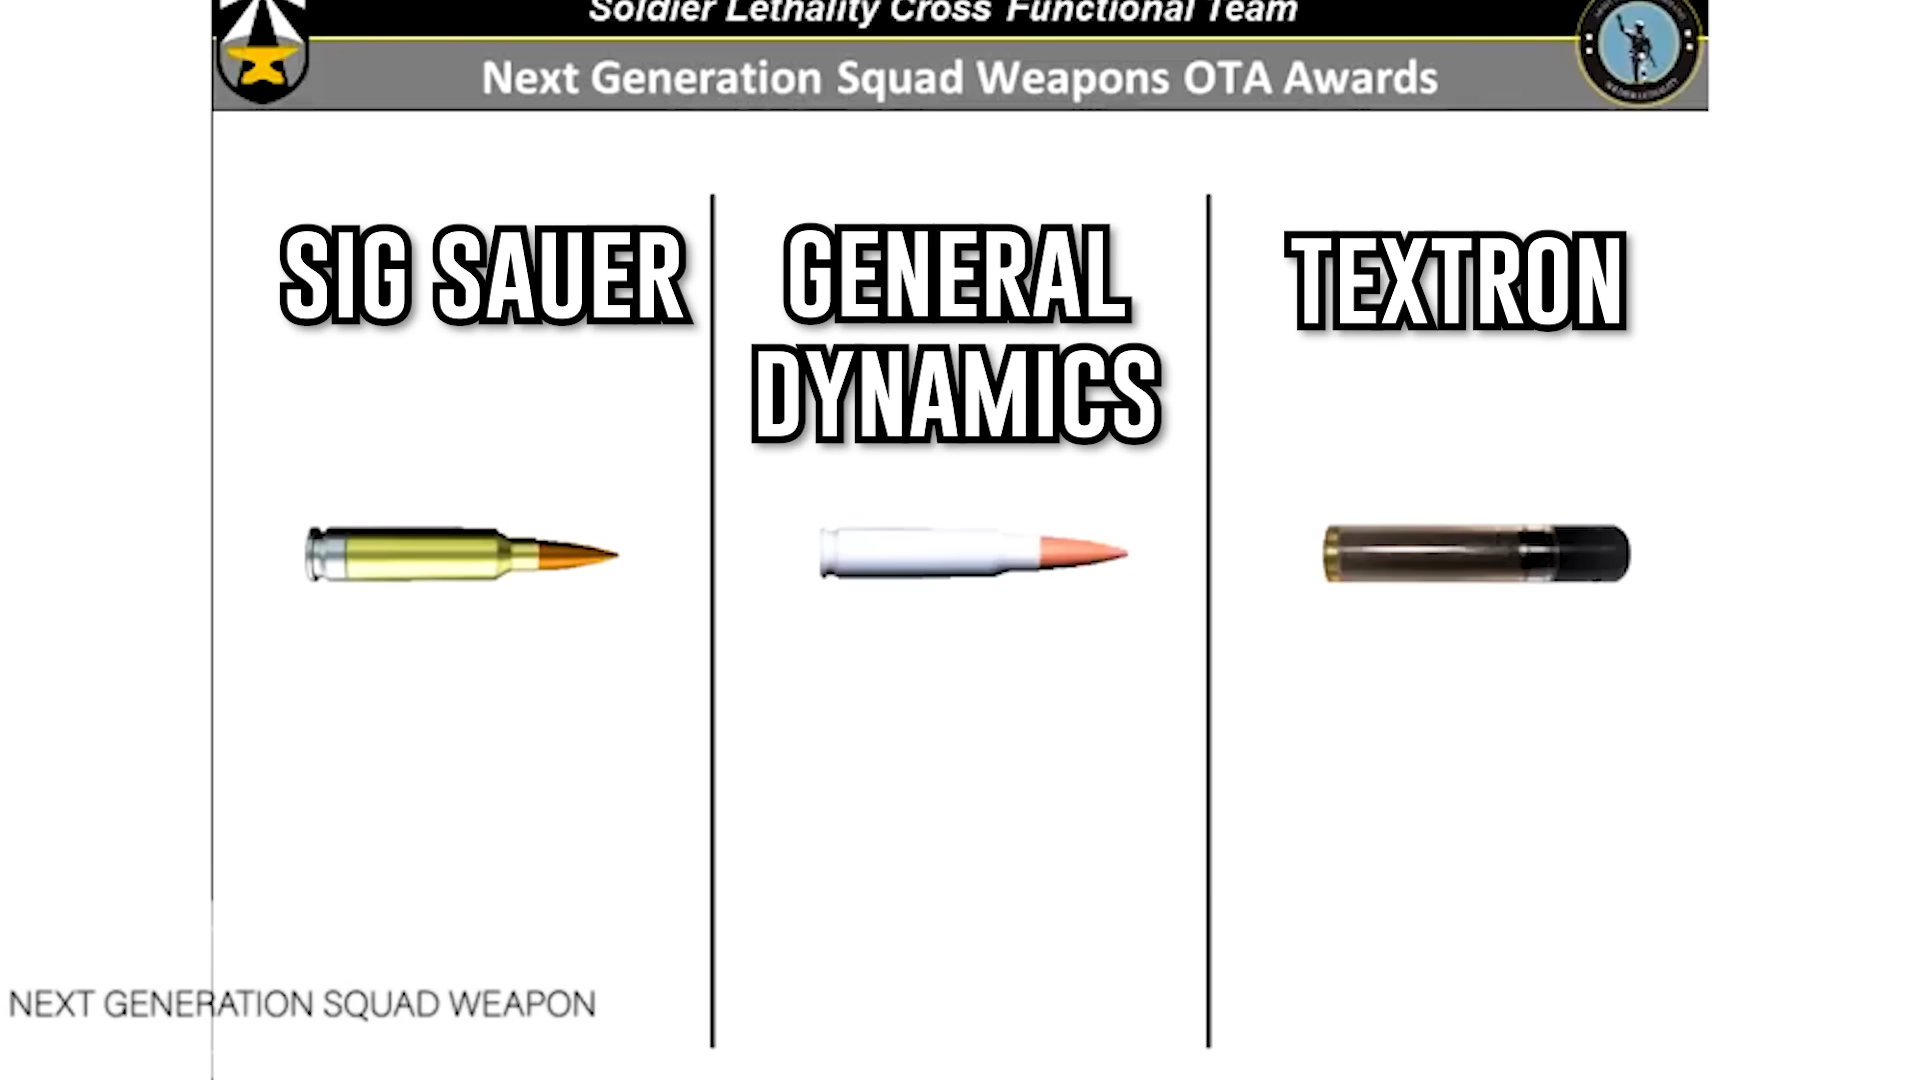 Soldier Lethality Cross Functional Team
Next Generation Squad Weapons OTA Awards
SIG SAUER
GENERAL
DYNAMICS
TEXTRON
NEXT GENERATION SQUAD WEAPON